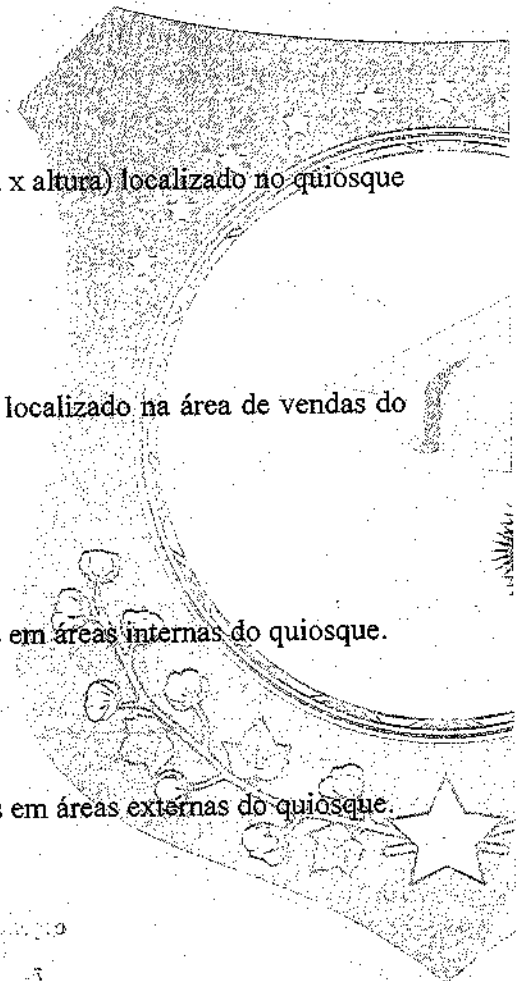 x altura) localizado no quiosque
localizado na área de vendas do
em áreas internas do quiosque.
s em áreas externas do quiosque.